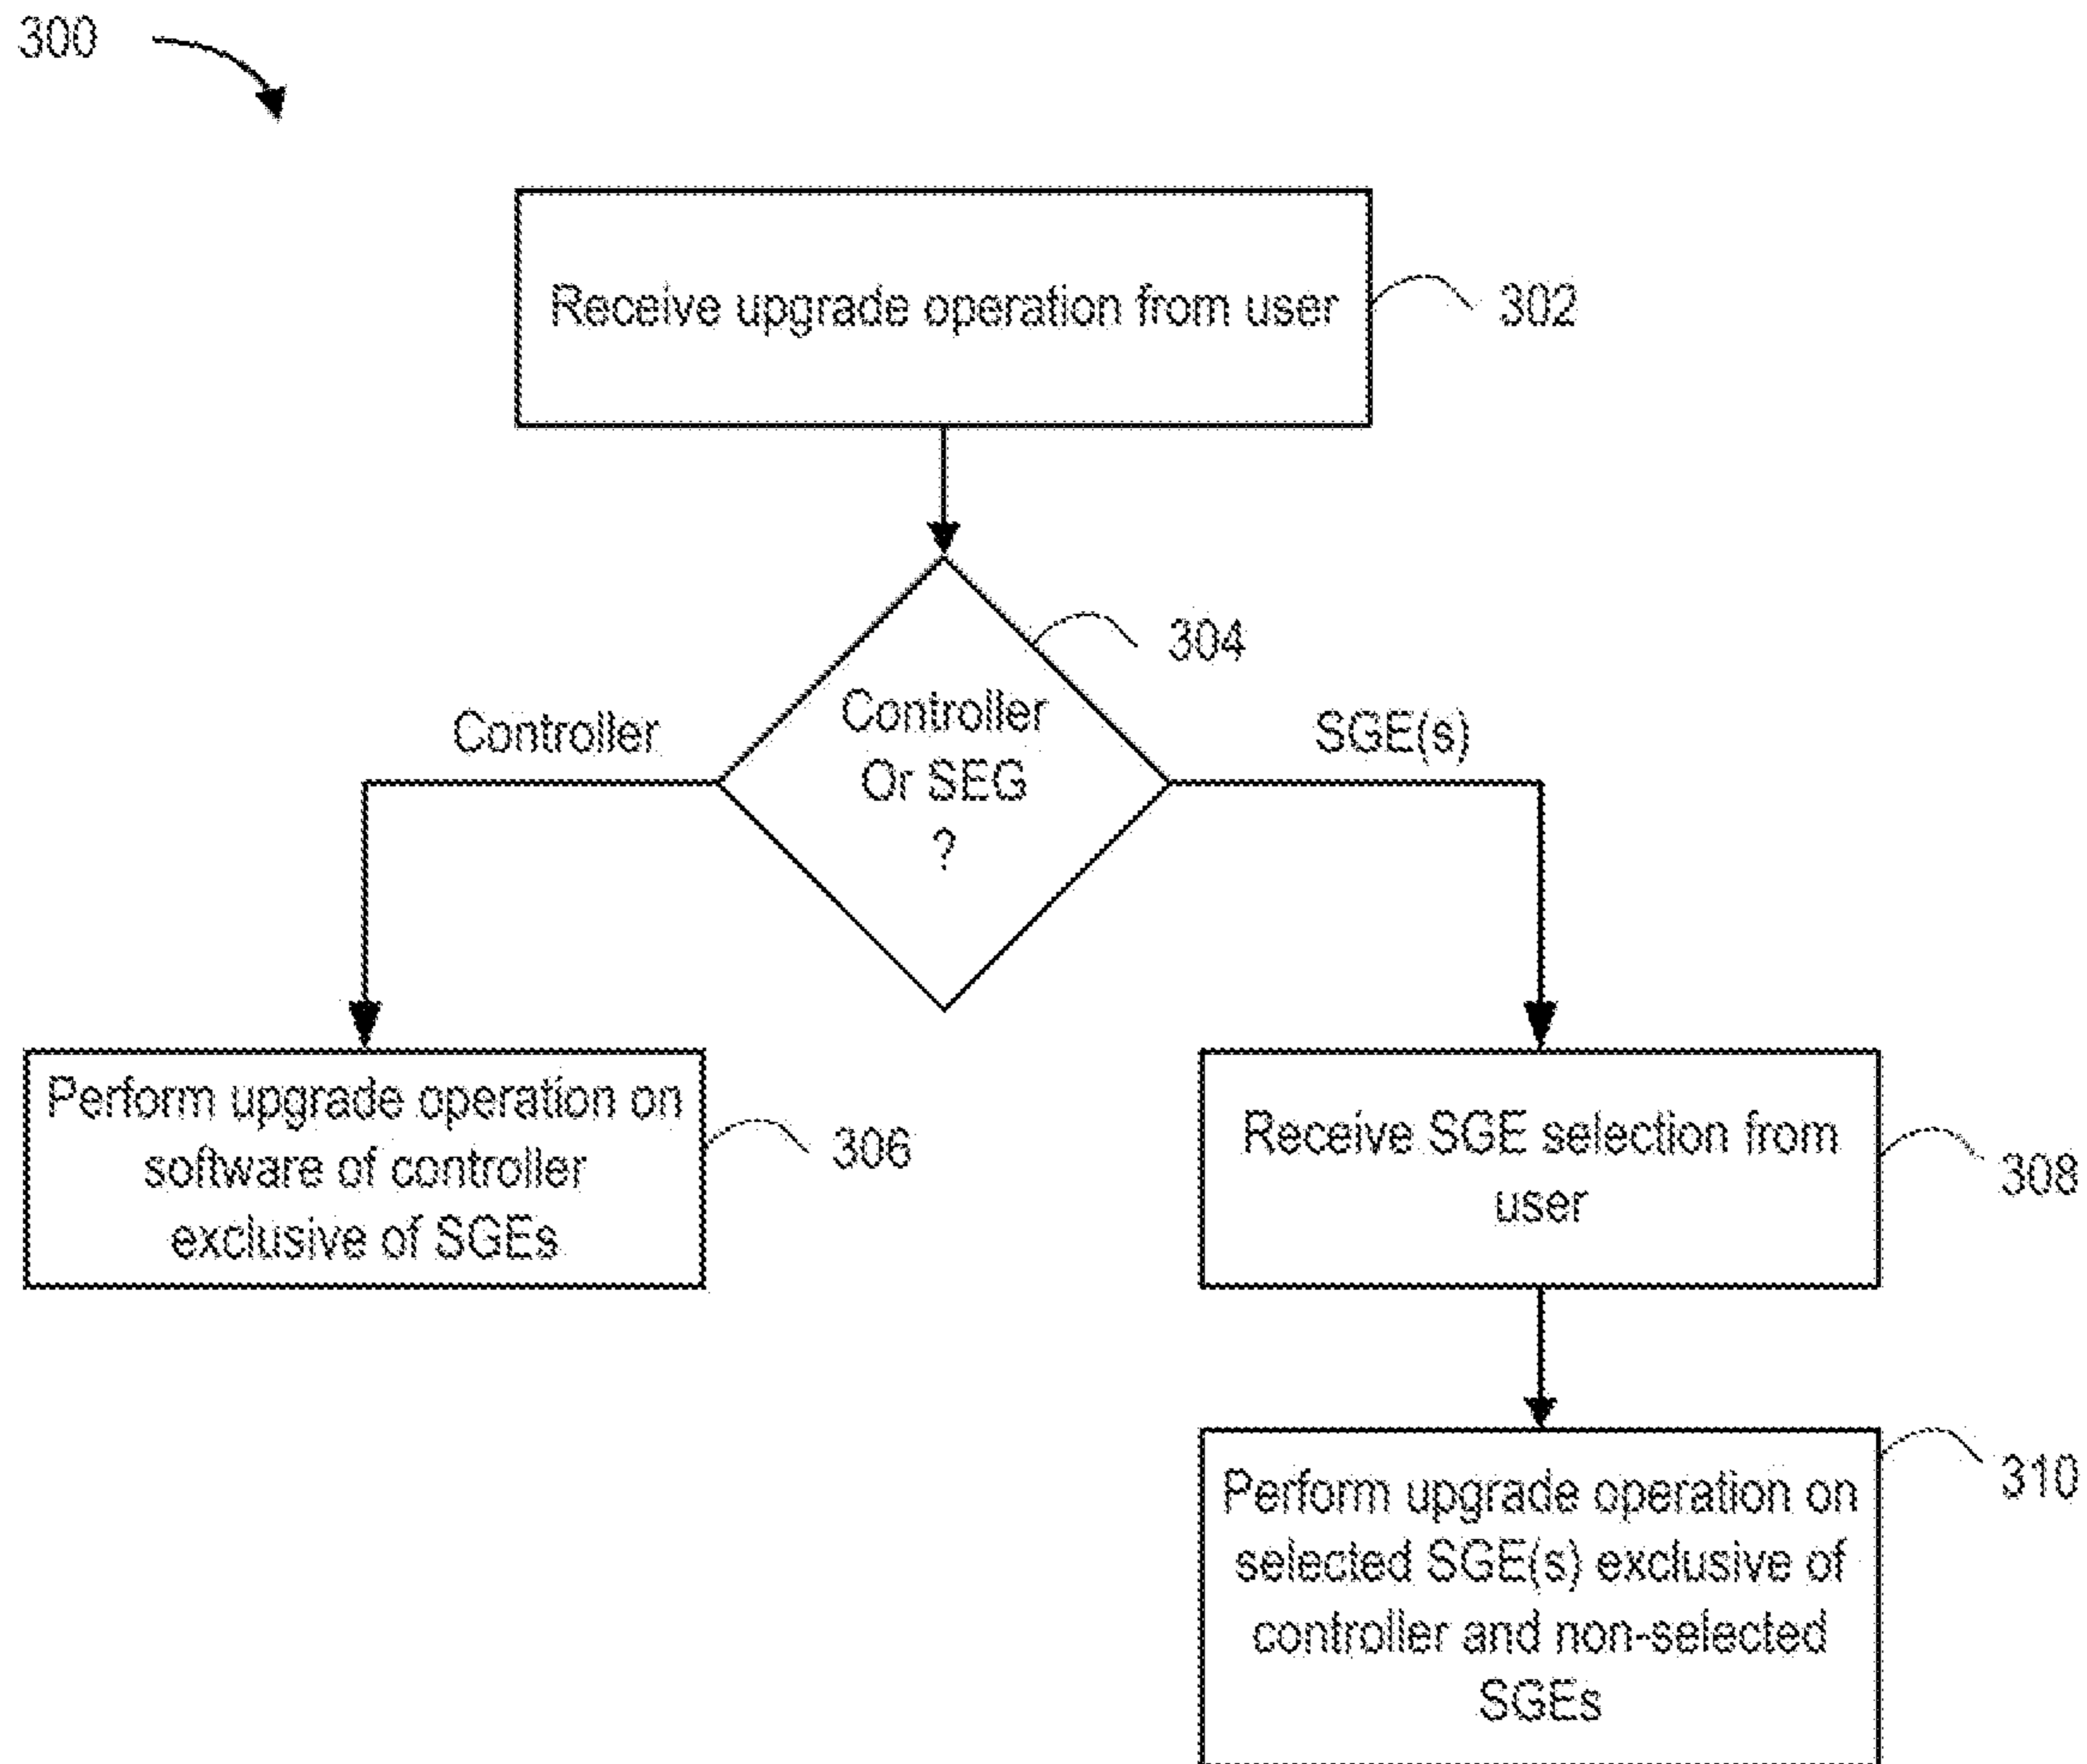 300
Receive upgrade operation from user
302
304
Controller
Or SEG
?
Controller
SGE(s)
Perform upgrade operation on
software of controller
exclusive of SGEs
306
Receive SGE selection from
user
308
Perform upgrade operation on
selected SGE(s) exclusive of
controller and non-selected
SGEs
310